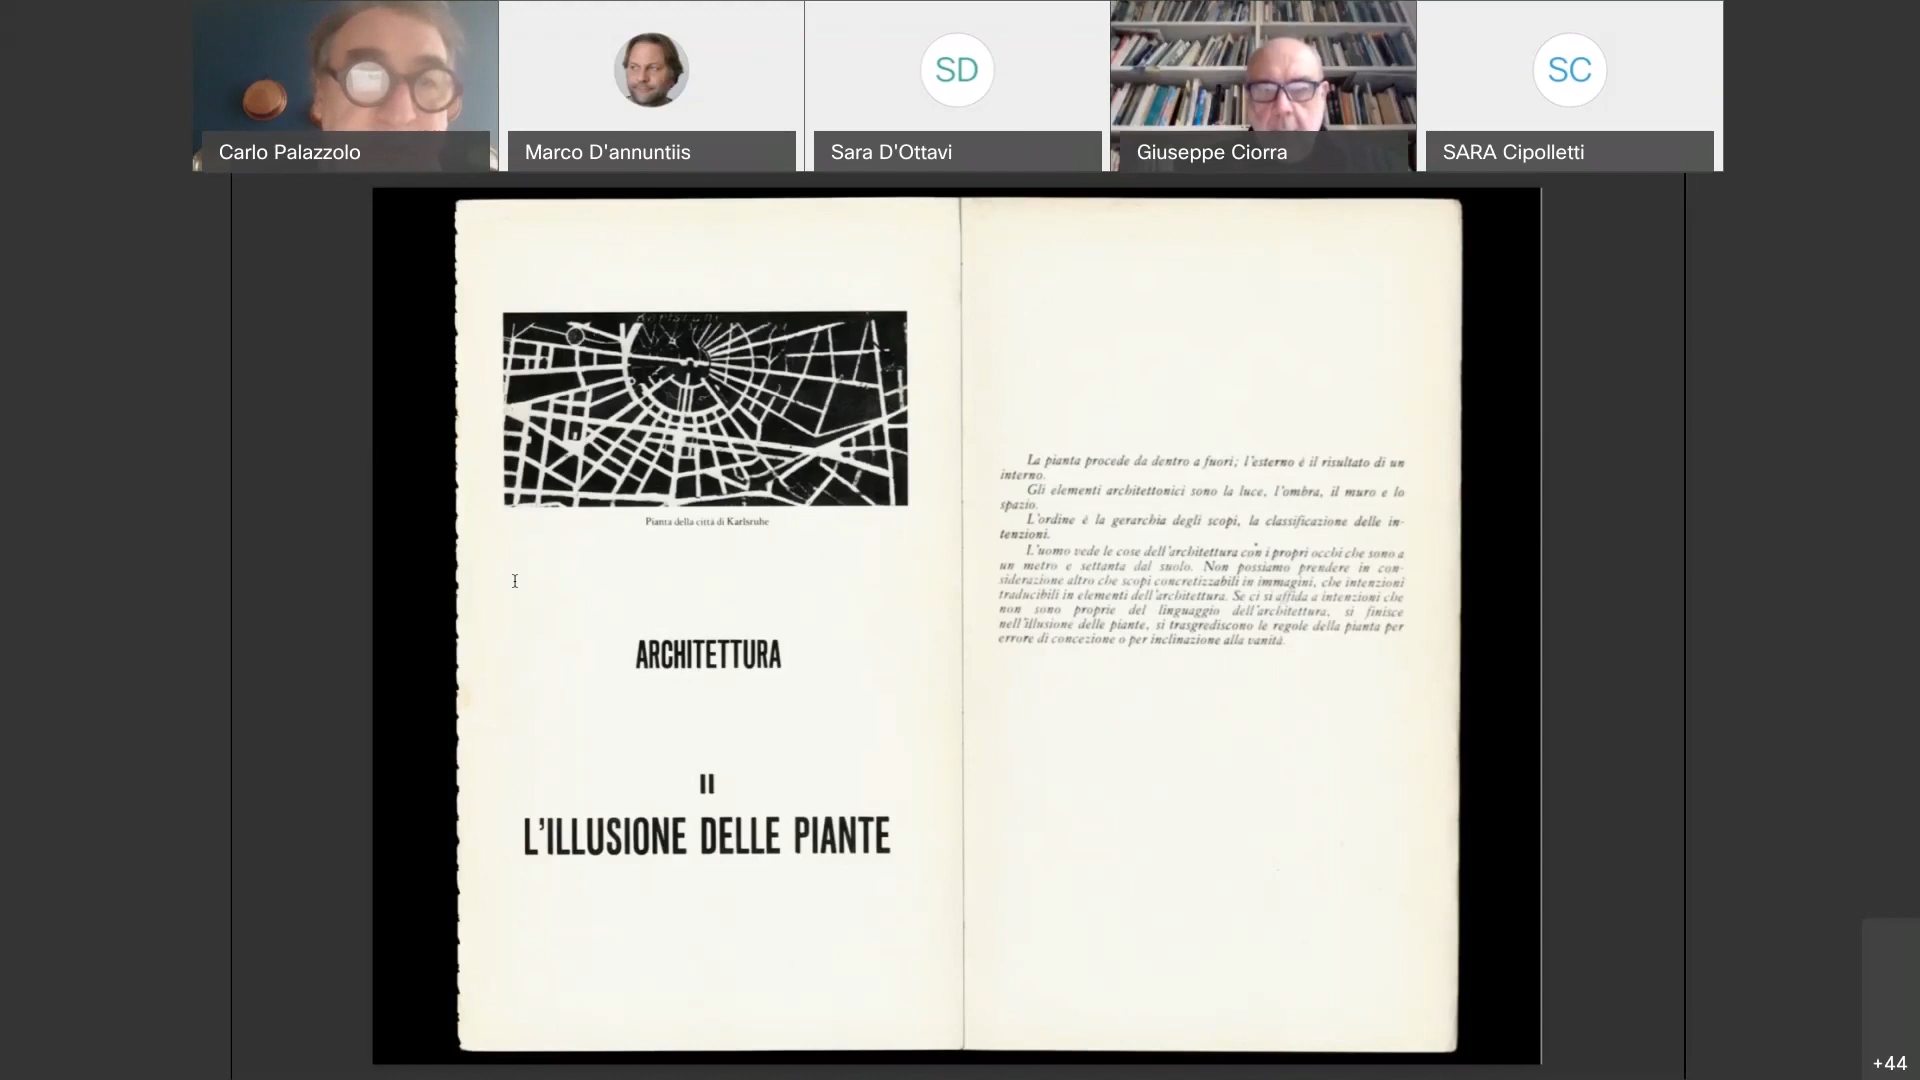 Carlo Palazzolo
Marco D'annuntiis
SD
Sara D'Ottavi
Giuseppe Ciorra
SC
SARA Cipolletti
Pianta della città di Karlsruhe
ARCHITETTURA
II
L'ILLUSIONE DELLE PIANTE
La pianta procede da dentro a fuori; l'esterno è il risultato di un
interno.
Gli elementi architettonici sono la luce, l'ombra, il muro e lo
spazio.
L'ordine è la gerarchia degli scopi, la classificazione delle in-
tenzioni.
L'uomo vede le cose dell'architettura con i propri occhi che sono a
un metro e settanta dal suolo. Non possiamo prendere in con-
siderazione altro che scopi concretizzabili in immagini, che intenzioni
traducibili in elementi dell'architettura. Se ci si affida a intenzioni che
non sono proprie del linguaggio dell'architettura, si finisce
nell'illusione delle piante, si trasgrediscono le regole della pianta per
errore di concezione o per inclinazione alla vanità.
+44